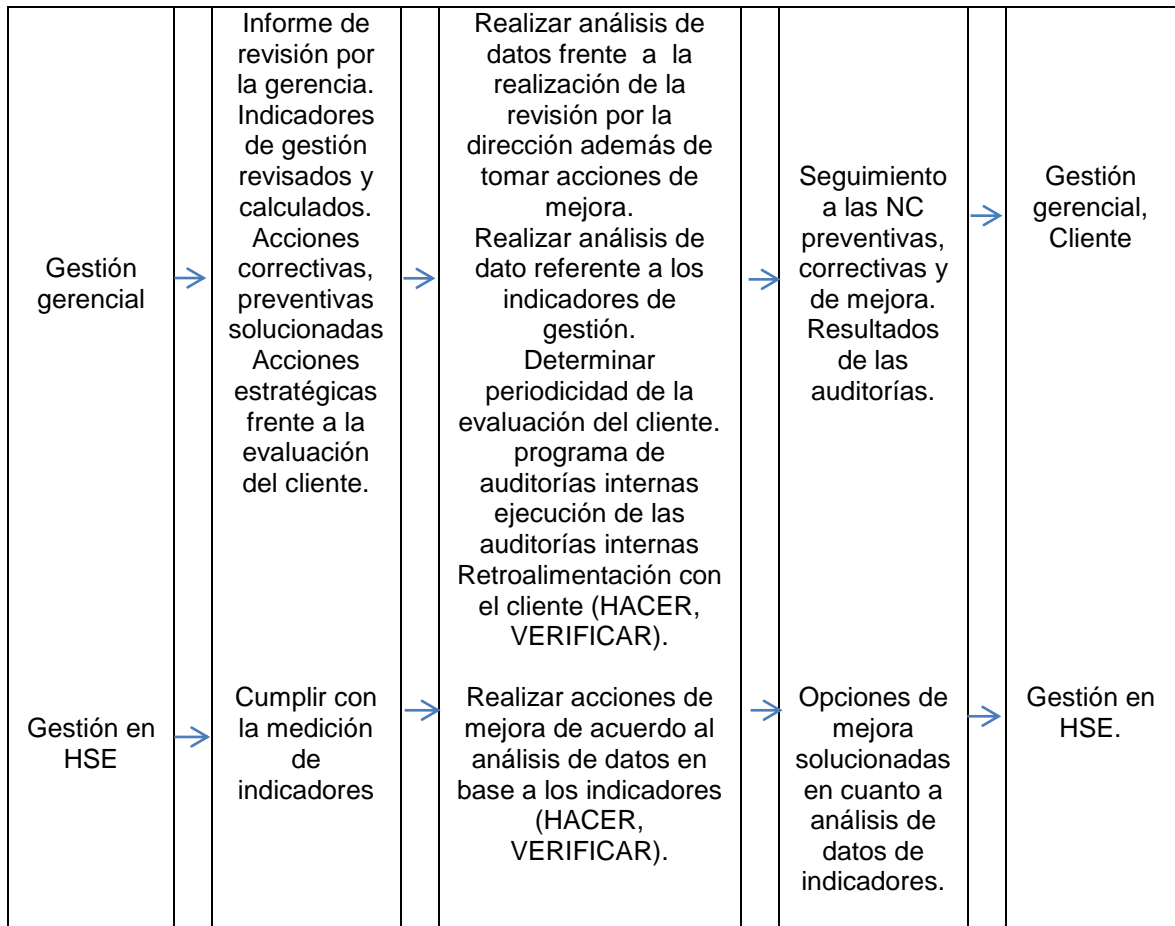 Gestión
gerencial
Informe de
revisión por
la gerencia.
Indicadores
de gestión
revisados y
calculados.
Acciones
correctivas,
preventivas
solucionadas
Acciones
estratégicas
frente a la
evaluación
del cliente.
Realizar análisis de
datos frente a la
realización de la
revisión por la
dirección además de
tomar acciones de
mejora.
Realizar análisis de
dato referente a los
indicadores de
gestión.
Determinar
periodicidad de la
evaluación del cliente.
programa de
auditorías internas
ejecución de las
auditorías internas
Retroalimentación con
el cliente (HACER,
VERIFICAR).
Seguimiento
a las NC
preventivas,
correctivas y
de mejora.
Resultados
de las
auditorías.
Gestión
gerencial,
Cliente
Gestión en
HSE
Cumplir con
la medición
de
indicadores
Realizar acciones de
mejora de acuerdo al
análisis de datos en
base a los indicadores
(HACER,
VERIFICAR).
Opciones de
mejora
solucionadas
en cuanto a
análisis de
datos de
indicadores.
Gestión en
HSE.